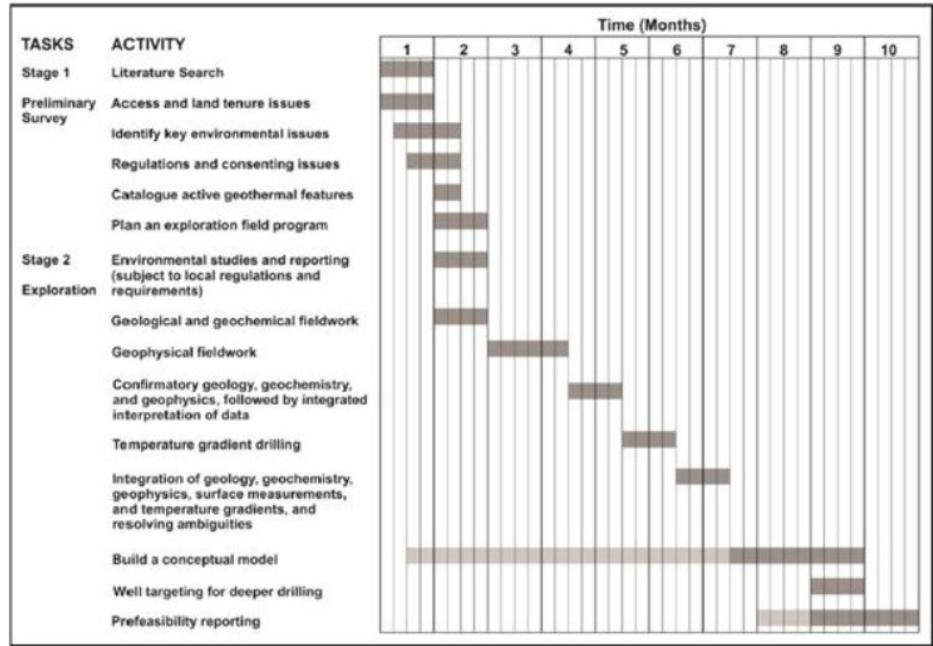 Time (Months)
TASKS ACTIVITY 1 2 3 4 5 6 7 8 9 10
Stage 1 Literature Search
Preliminary Access and land tenure issues
Survey
Identify key environmental issues
Regulations and consenting issues
Catalogue active geothermal features
Plan an exploration field program
Stage 2 Environmental studies and reporting
(subject to local regulations and
Exploration requirements)
Geological and geochemical fieldwork
Geophysical fieldwork
Confirmatory geology, geochemistry,
and geophysics, followed by integrated
interpretation of data
Temperature gradient drilling
Integration of geology, geochemistry,
geophysics, surface measurements,
and temperature gradients, and
resolving ambiguities
Build a conceptual model
Well targeting for deeper drilling
Prefeasibility reporting